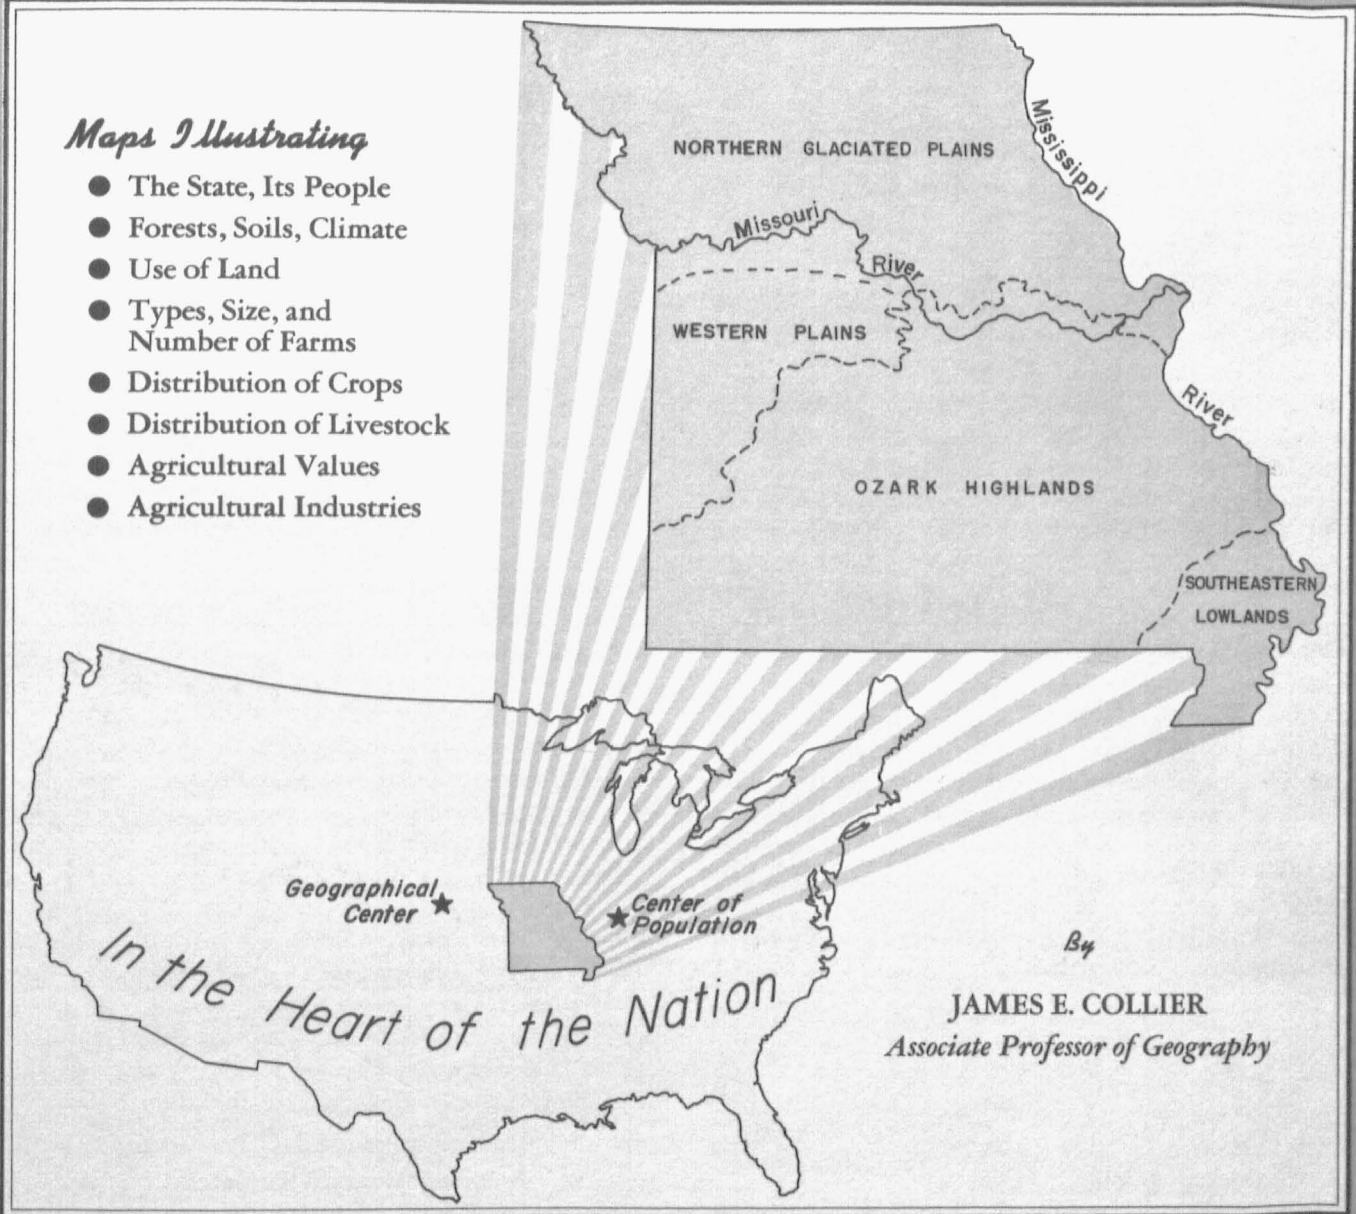 Maps Illustrating
● The State, Its People
● Forests, Soils, Climate
● Use of Land
● Types, Size, and
Number of Farms
● Distribution of Crops
● Distribution of Livestock
● Agricultural Values
● Agricultural Industries
NORTHERN GLACIATED PLAINS
Mississippi
Missouri
River
WESTERN PLAINS
River
OZARK HIGHLANDS
SOUTHEASTERN
LOWLANDS
Geographical
Center
Center of
Population
In the Heart of the Nation
By
JAMES E. COLLIER
Associate Professor of Geography